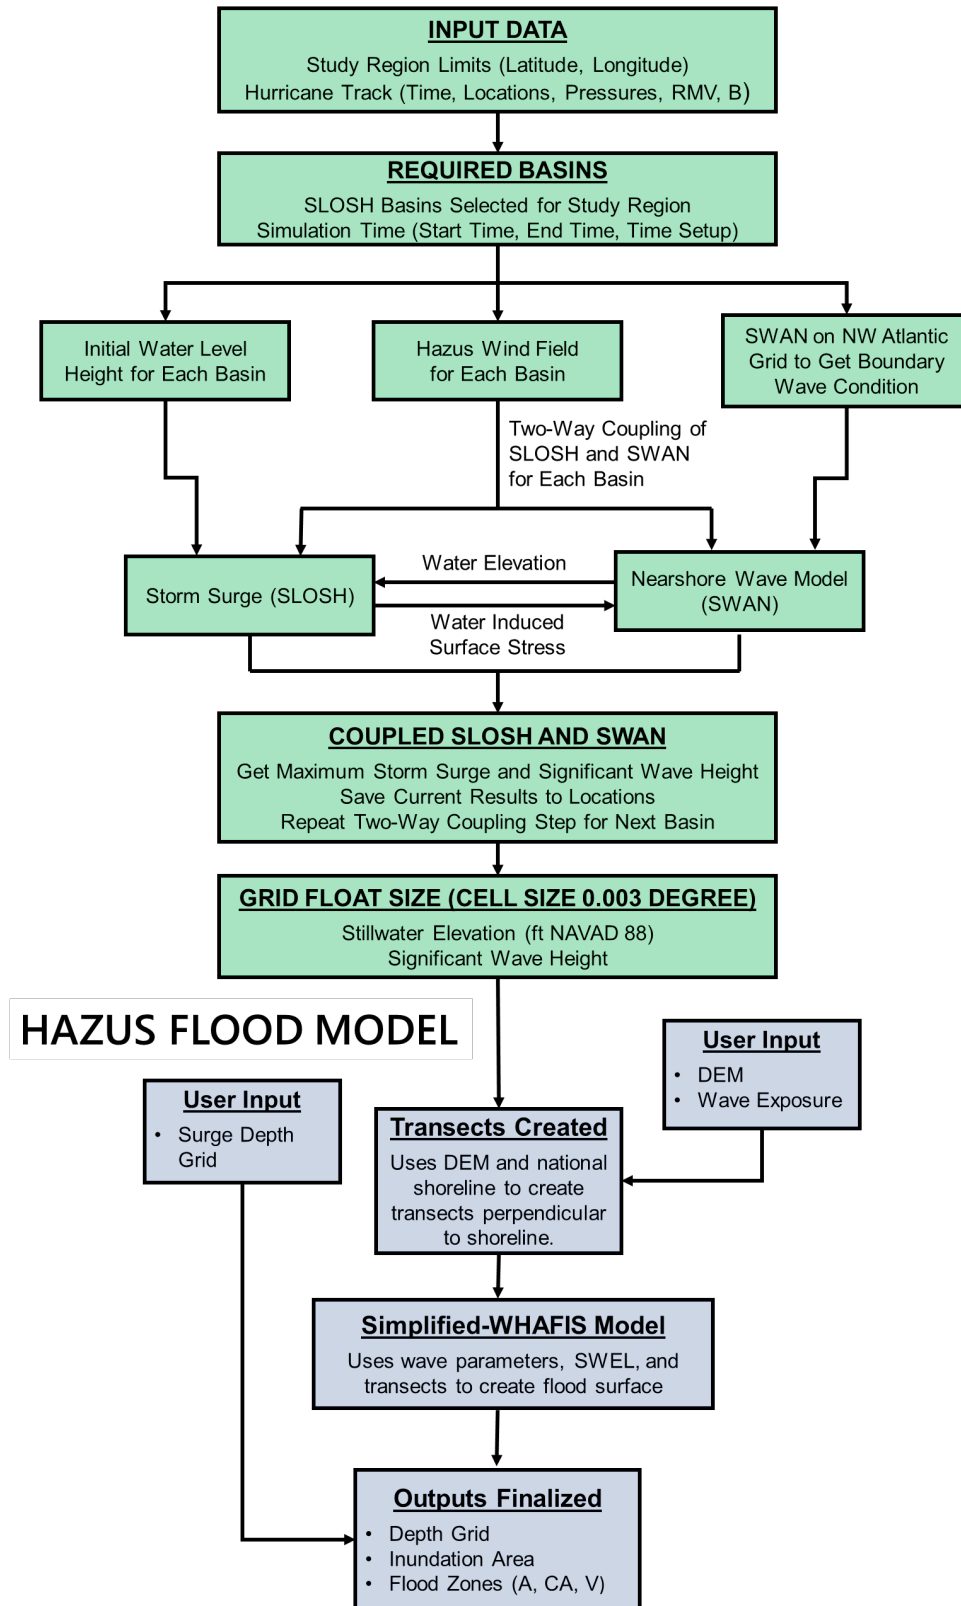 INPUT DATA
Study Region Limits (Latitude, Longitude)
Hurricane Track (Time, Locations, Pressures, RMV, B)
REQUIRED BASINS
SLOSH Basins Selected for Study Region
Simulation Time (Start Time, End Time, Time Setup)
Initial Water Level
Height for Each Basin
Hazus Wind Field
for Each Basin
SWAN on NW Atlantic
Grid to Get Boundary
Wave Condition
Two-Way Coupling of
SLOSH and SWAN
for Each Basin
Storm Surge (SLOSH)
Water Elevation
Water Induced
Surface Stress
Nearshore Wave Model
(SWAN)
COUPLED SLOSH AND SWAN
Get Maximum Storm Surge and Significant Wave Height
Save Current Results to Locations
Repeat Two-Way Coupling Step for Next Basin
GRID FLOAT SIZE (CELL SIZE 0.003 DEGREE)
Stillwater Elevation (ft NAVAD 88)
Significant Wave Height
HAZUS FLOOD MODEL
User Input
• DEM
• Wave Exposure
User Input
• Surge Depth
Grid
Transects Created
Uses DEM and national
shoreline to create
transects perpendicular
to shoreline.
Simplified-WHAFIS Model
Uses wave parameters, SWEL, and
transects to create flood surface
Outputs Finalized
• Depth Grid
• Inundation Area
• Flood Zones (A, CA, V)